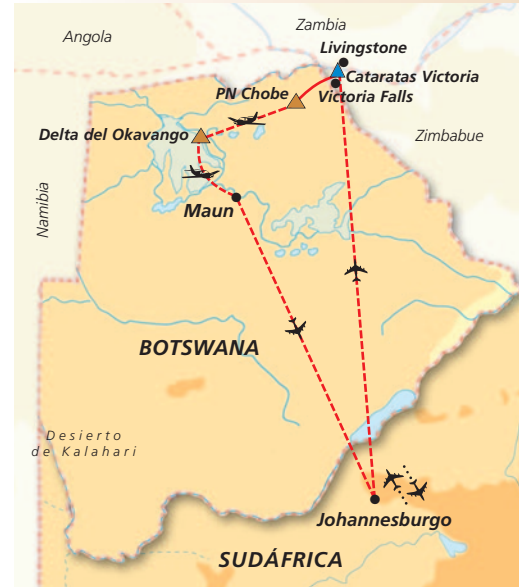 Zambia
Angola
Livingstone
Cataratas Victoria
PN Chobe
Victoria Falls
Delta del Okavango
Zimbabue
Namibia
Maun
BOTSWANA
Desierto
de Kalahari
Johannesburgo
SUDÁFRICA